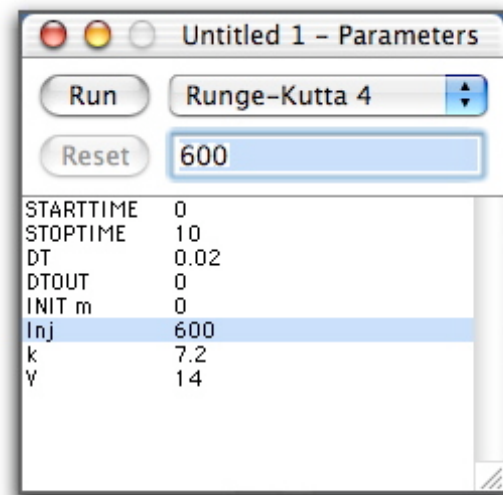 Untitled 1 – Parameters
Run Runge-Kutta 4
Reset 600
STARTTIME 0
STOPTIME 10
DT 0.02
DTOUT 0
INIT m 0
Inj 600
k 7.2
V 14